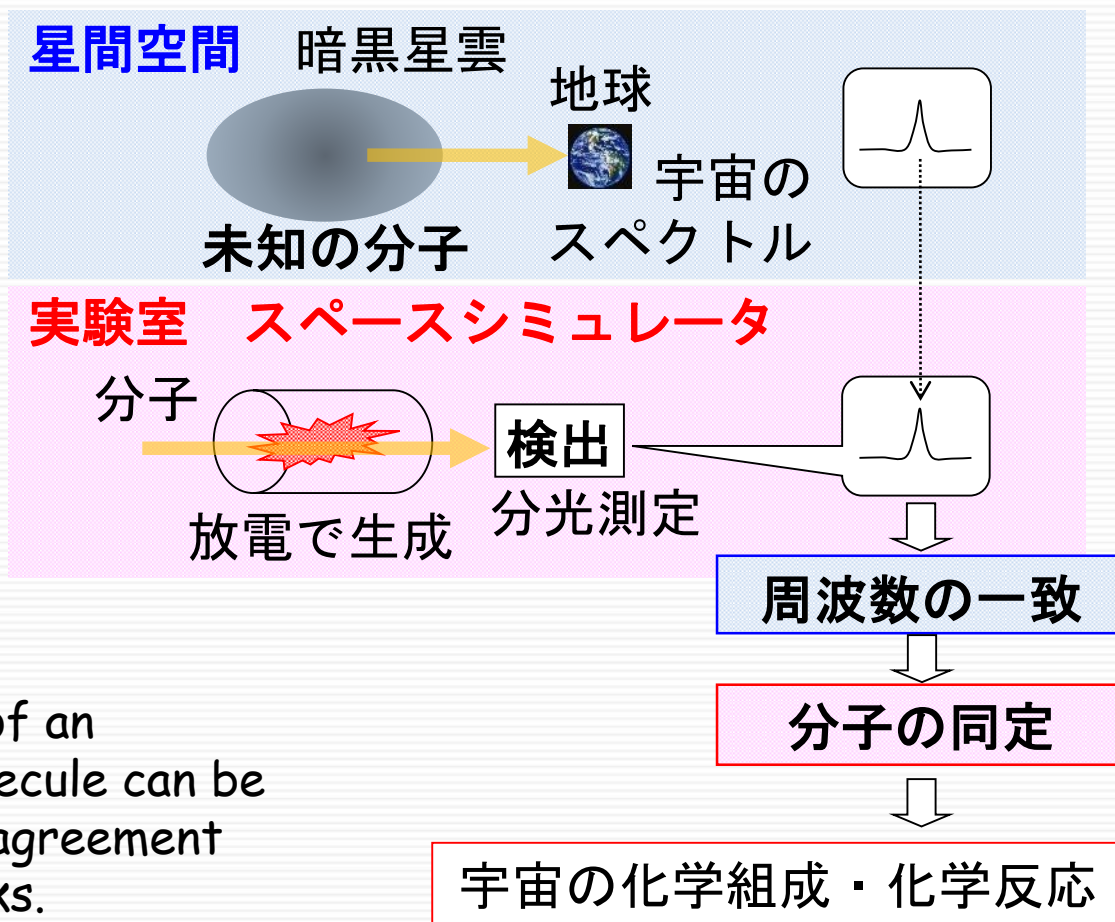 星間空間 暗黒星雲
地球
宇宙の
スペクトル
未知の分子
実験室 スペースシミュレータ
分子
検出
分光測定
放電で生成
周波数の一致
分子の同定
宇宙の化学組成・化学反応
of an
ecule can be
agreement
ks.